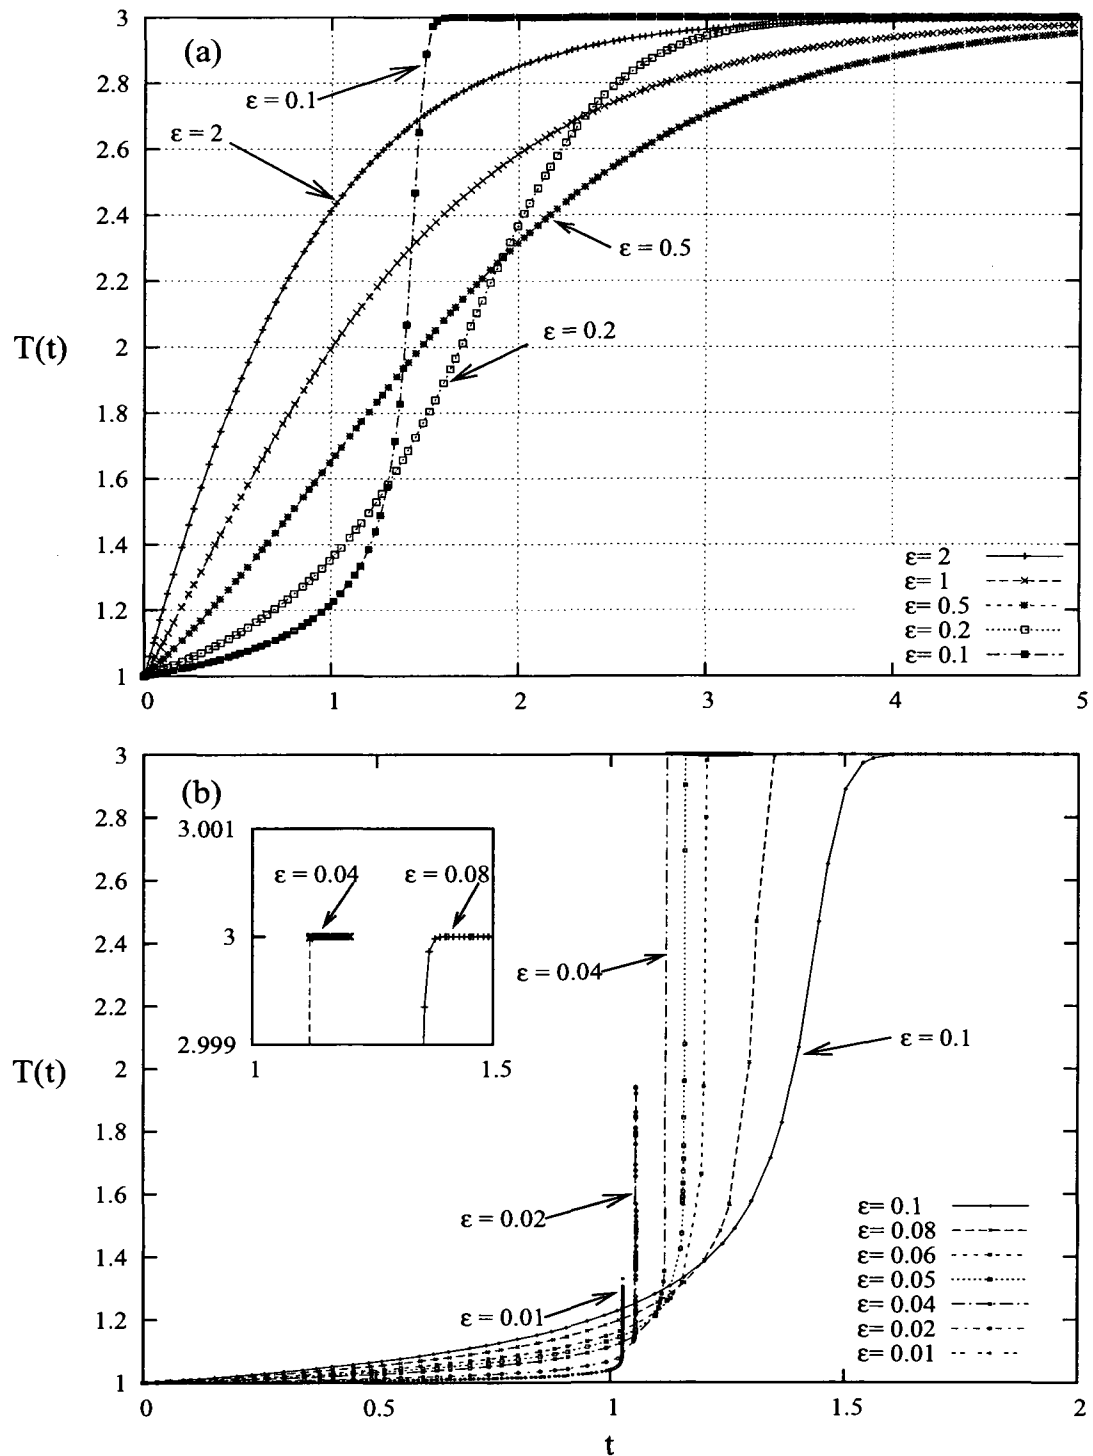 3
(a)
2.8
ε = 0.1
ε = 2
2.6
2.4
ε = 0.5
2.2
T(t)
2
ε = 0.2
1.8
1.6
1.4
1.2
1
ε= 2
ε= 1
ε= 0.5
ε= 0.2
ε= 0.1
0 1 2 3 4 5
3
(b)
2.8
2.6
2.4
2.2
2
1.8
1.6
1.4
1.2
1
T(t)
3.001
3
2.999
1 1.5
ε = 0.04
ε = 0.08
ε = 0.04
ε = 0.1
ε = 0.02
ε = 0.01
ε= 0.1
ε= 0.08
ε= 0.06
ε= 0.05
ε= 0.04
ε= 0.02
ε= 0.01
0 0.5 1 1.5 2
t